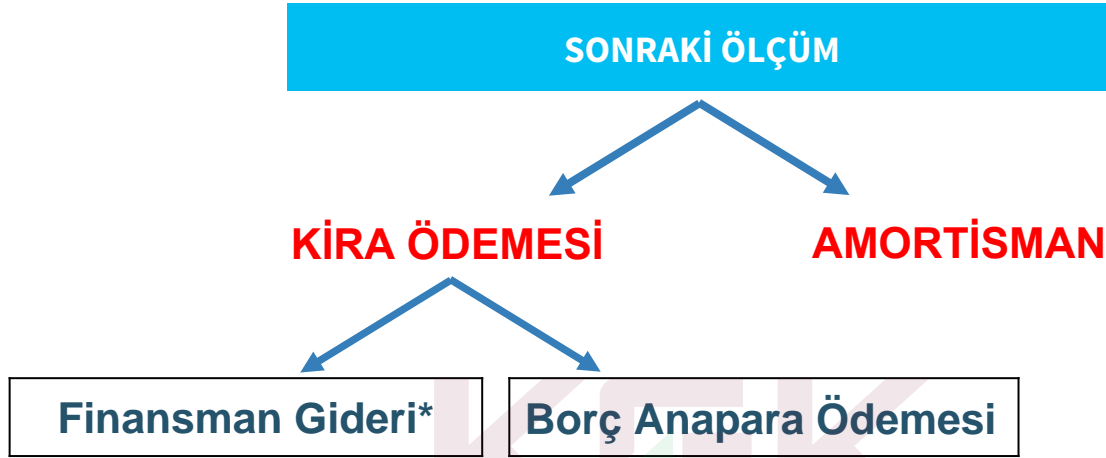 SONRAKİ ÖLÇÜM
KİRA ÖDEMESİ
AMORTİSMAN
Finansman Gideri*
Borç Anapara Ödemesi